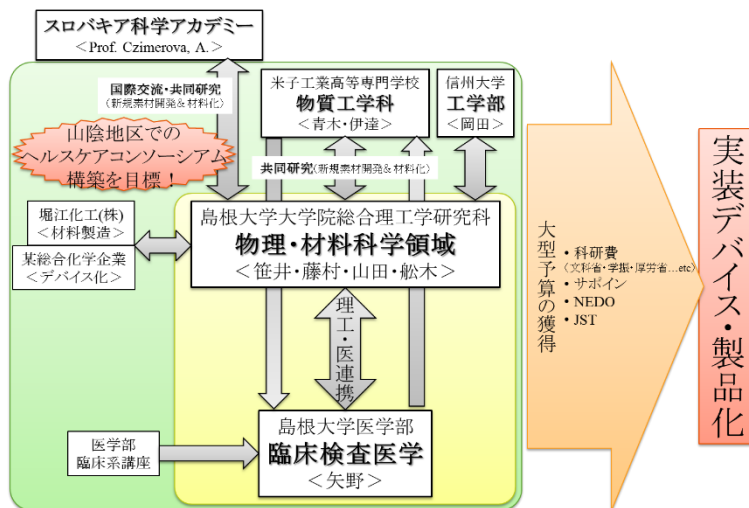 スロバキア科学アカデミー
＜Prof. Czimerova, A.＞
国際交流・共同研究
（新規素材開発＆材料化）
米子工業高等専門学校
物質工学科
＜青木・伊達＞
信州大学
工学部
＜岡田＞
山陰地区での
ヘルスケアコンソーシアム
構築を目標！
共同研究（新規素材開発＆材料化）
堀江化工(株)
＜材料製造＞
某総合化学企業
＜デバイス化＞
島根大学大学院総合理工学研究科
物理・材料科学領域
＜笹井・藤村・山田・舩木＞
理工・医連携
島根大学医学部
臨床検査医学
＜矢野＞
医学部
臨床系講座
大型予算の獲得
・科研費
（文科省・学振・厚労省…etc）
・サポイン
・NEDO
・JST
実装デバイス・製品化